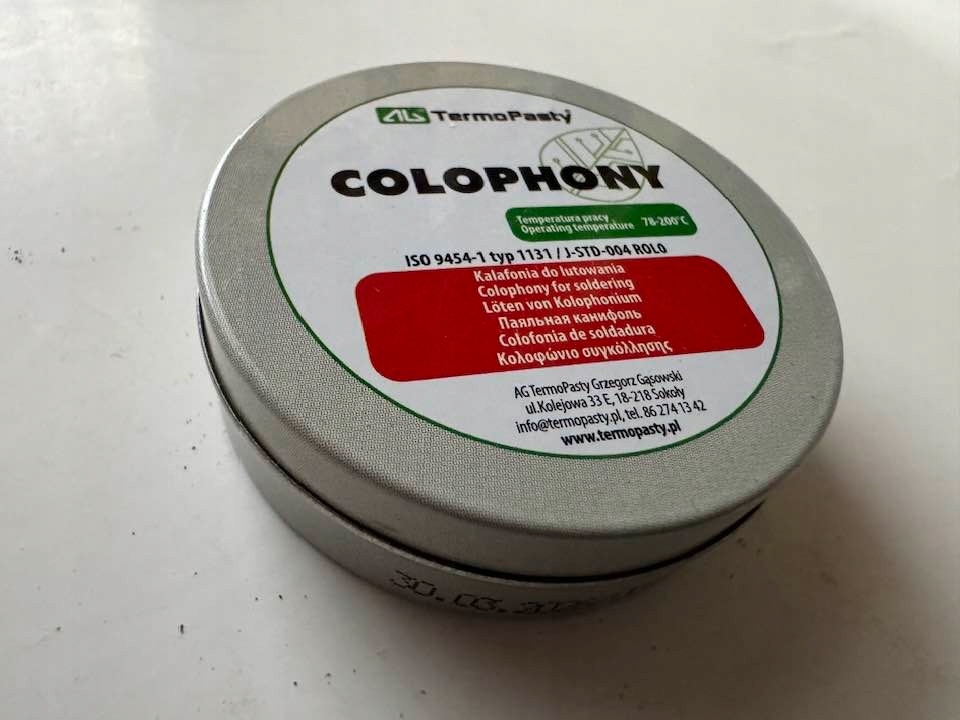 AG TermoPasty
COLOPHONY
Temperatura pracy
Operating temperature 78-200°C
ISO 9454-1 typ 1131 / J-STD-004 ROL0
Kalafonia do lutowania
Colophony for soldering
Löten von Kolophonium
Паяльная канифоль
Colofonia de soldadura
Κολοφώνιο συγκόλλησης
AG TermoPasty Grzegorz Gąsowski
ul.Kolejowa 33 E, 18-218 Sokoły
info@termopasty.pl, tel. 86 274 13 42
www.termopasty.pl